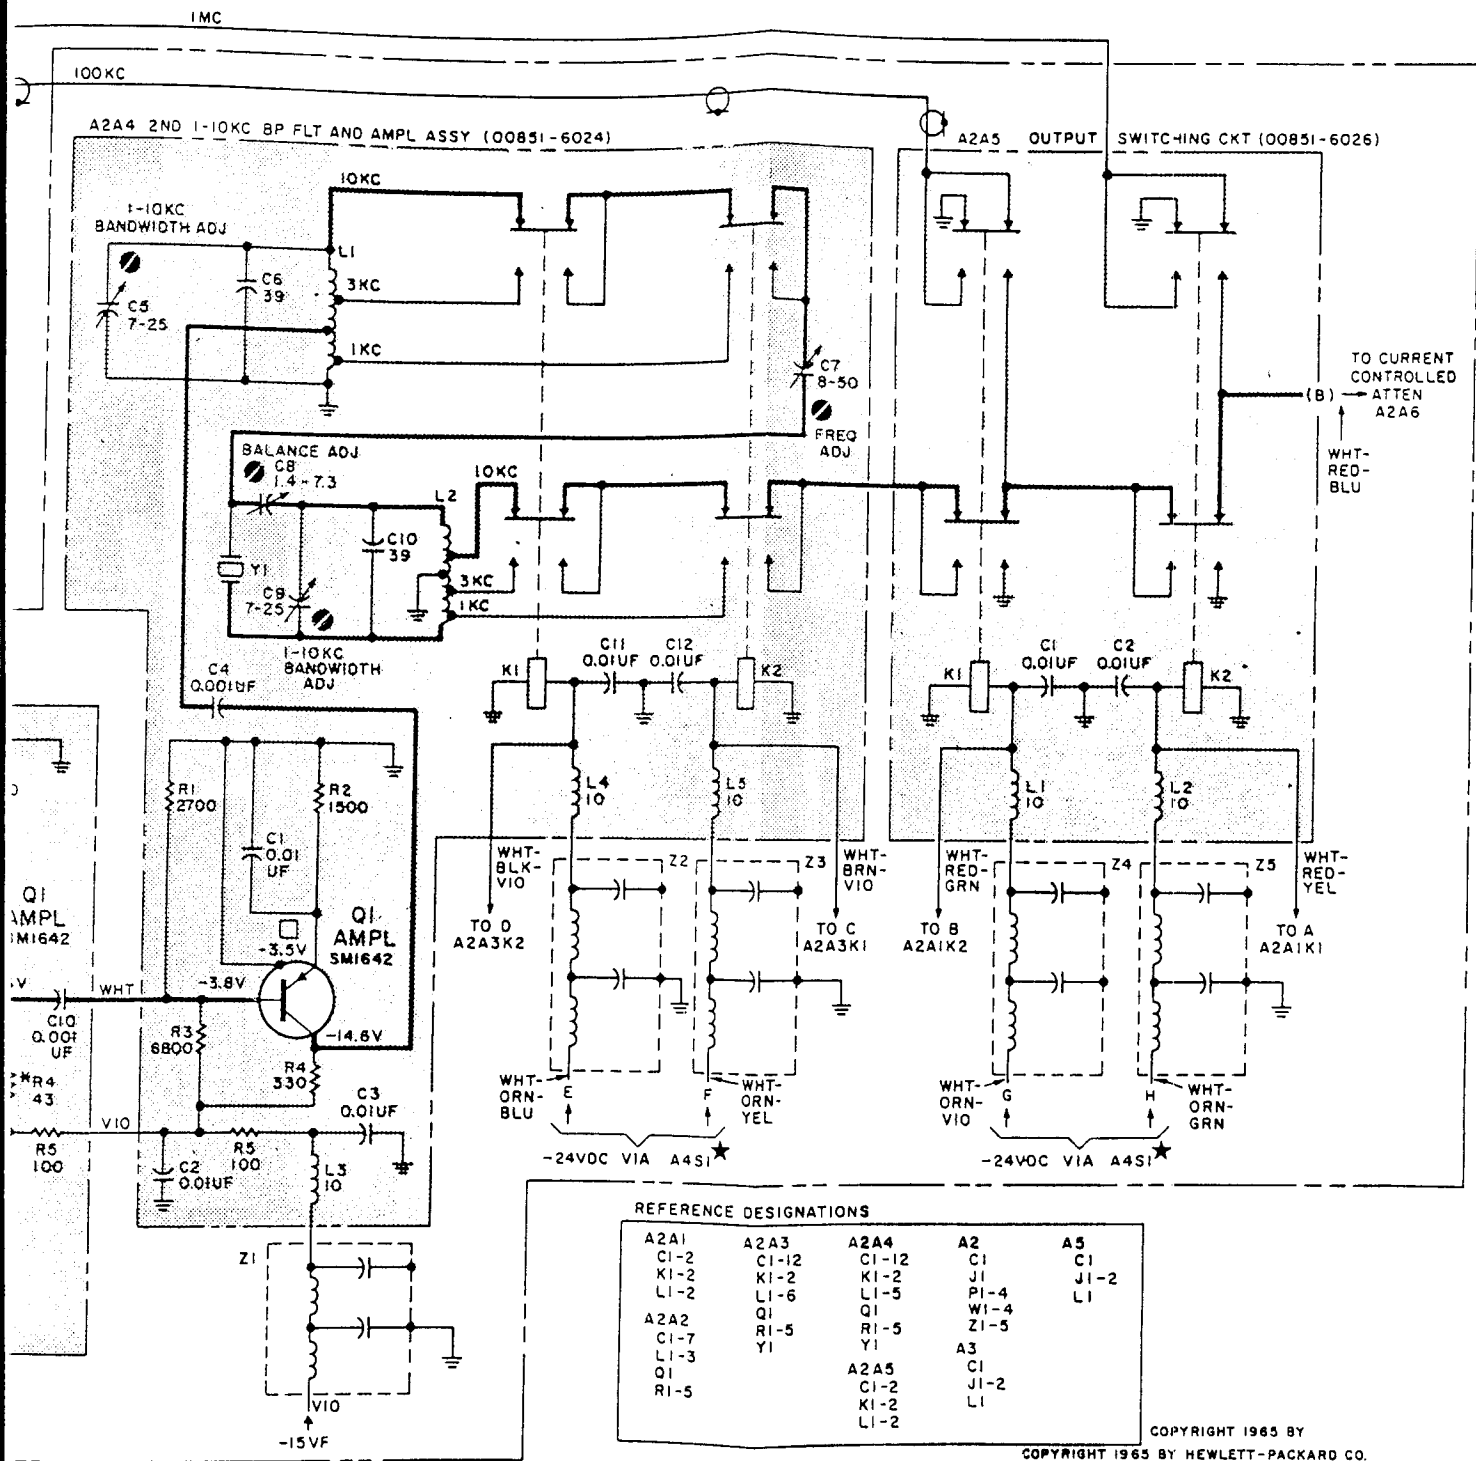 1MC
100KC
A2A4 2ND 1-10KC BP FLT AND AMPL ASSY (00851-6024)
A2A5 OUTPUT SWITCHING CKT (00851-6026)
10KC
1-10KC
BANDWIDTH ADJ
L1
C6
39
3KC
C5
7-25
1KC
C7
8-50
FREQ
ADJ
TO CURRENT
CONTROLLED
ATTEN
A2A6
(B)
WHT-
RED-
BLU
BALANCE ADJ
C8
1.4-7.3
L2
10KC
C10
39
Y1
C9
7-25
3KC
1KC
1-10KC
BANDWIDTH
ADJ
C4
0.001UF
K1
C11
0.01UF
C12
0.01UF
K2
K1
C1
0.01UF
C2
0.01UF
K2
R1
2700
R2
1500
C1
0.01
UF
L4
10
L5
10
L1
10
L2
10
WHT-
BLK-
VIO
Z2
Z3
WHT-
BRN-
VIO
WHT-
RED-
GRN
Z4
Z5
WHT-
RED-
YEL
TO D
A2A3K2
TO C
A2A3K1
TO B
A2A1K2
TO A
A2A1K1
Q1
AMPL
SM1642
Q1
AMPL
SM1642
-3.5V
-3.8V
-14.6V
V
WHT
C10
0.001
UF
R3
6800
R4
330
*R4
43
C3
0.01UF
VIO
R5
100
C2
0.01UF
R5
100
L3
10
WHT-
ORN-
BLU
E
F
WHT-
ORN-
YEL
WHT-
ORN-
VIO
G
H
WHT-
ORN-
GRN
-24VDC VIA A4S1★
-24VDC VIA A4S1★
Z1
VIO
-15VF
REFERENCE DESIGNATIONS
A2A1
C1-2
K1-2
L1-2
A2A2
C1-7
L1-3
Q1
R1-5
A2A3
C1-12
K1-2
L1-6
Q1
R1-5
Y1
A2A4
C1-12
K1-2
L1-5
Q1
R1-5
Y1
A2A5
C1-2
K1-2
L1-2
A2
C1
J1
P1-4
W1-4
Z1-5
A3
C1
J1-2
L1
A5
C1
J1-2
L1
COPYRIGHT 1965 BY
COPYRIGHT 1965 BY HEWLETT-PACKARD CO.